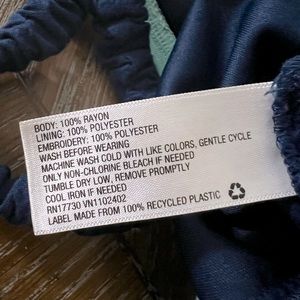 BODY: 100% RAYON
LINING: 100% POLYESTER
EMBROIDERY: 100% POLYESTER
WASH BEFORE WEARING
MACHINE WASH COLD WITH LIKE COLORS, GENTLE CYCLE
ONLY NON-CHLORINE BLEACH IF NEEDED
TUMBLE DRY LOW, REMOVE PROMPTLY
COOL IRON IF NEEDED
RN17730 VN1102402
LABEL MADE FROM 100% RECYCLED PLASTIC